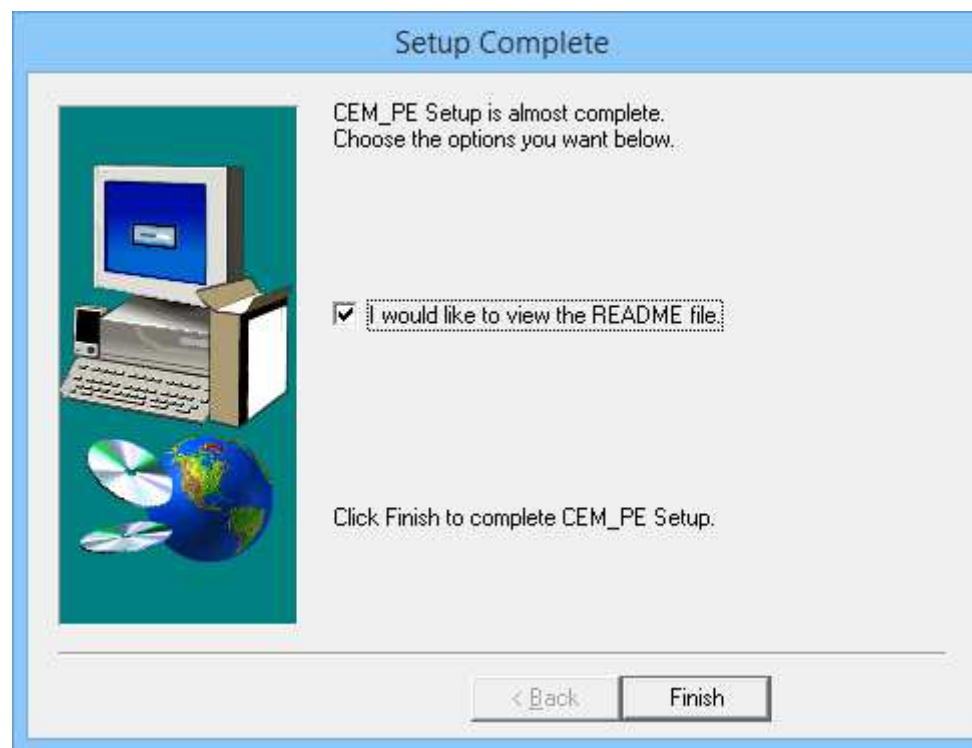 Setup Complete
CEM_PE Setup is almost complete.
Choose the options you want below.
I would like to view the README file.
Click Finish to complete CEM_PE Setup.
< Back
Finish